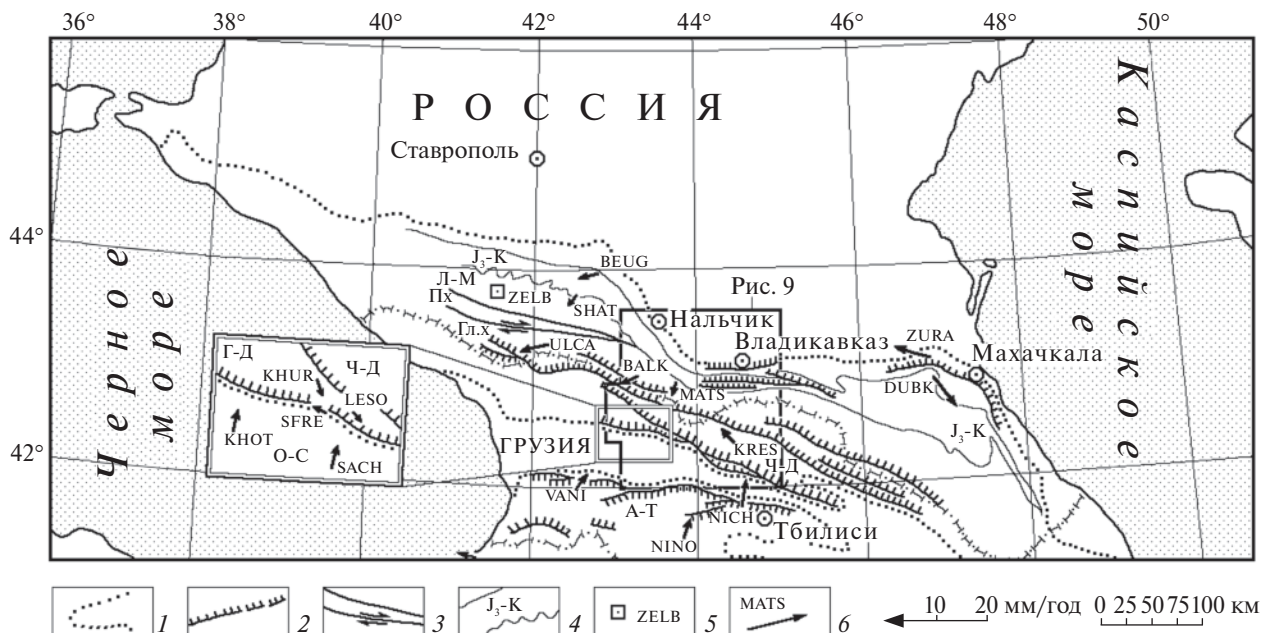 36° 38° 40° 42° 44° 46° 48° 50°
РОССИЯ
Ставрополь
Каспийское
море
Черное
море
44°
42°
J₃-K
BEUG
Л-М
Пх
ZELB
SHAT
Рис. 9
Нальчик
Гл.х
ULCA
Владикавказ
ZURA
Махачкала
BALK
MATS
DUBK
Г-Д
Ч-Д
KHUR
LESO
SFRE
KHOT
О-С
SACH
ГРУЗИЯ
KRES
Ч-Д
J₃-K
VANI
А-Т
NICH
Тбилиси
NINO
1 2 3 J₃-K 4 ZELB 5 MATS 6 10 20 мм/год 0 25 50 75 100 км